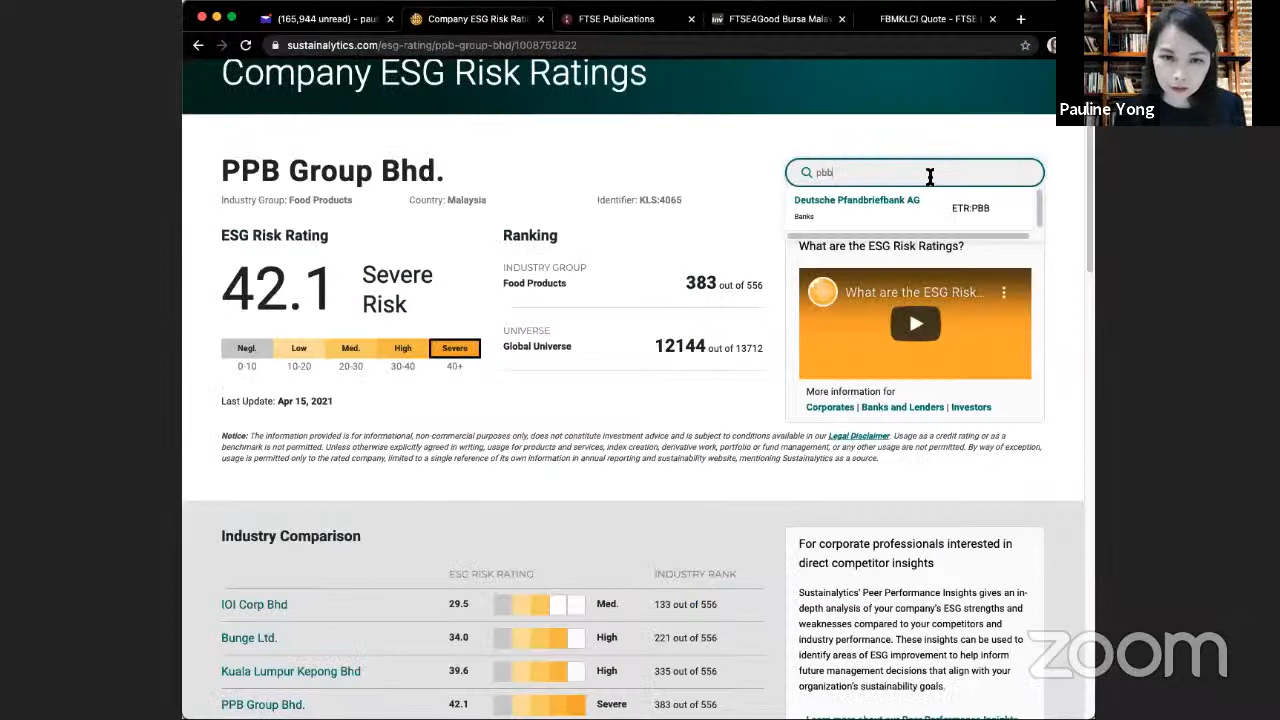 (165,944 unread) - paul
Company ESG Risk Rati
FTSE Publications
inv
FTSE4Good Bursa Malay
FBMKLCI Quote - FTSE
sustainalytics.com/esg-rating/ppb-group-bhd/1008752822
Company ESG Risk Ratings
Pauline Yong
PPB Group Bhd.
Industry Group: Food Products
Country: Malaysia
Identifier: KLS:4065
pbb
Deutsche Pfandbriefbank AG
Banks
ETR:PBB
ESG Risk Rating
42.1
Severe
Risk
Negl.
Low
Med.
High
Severe
0-10
10-20
20-30
30-40
40+
Last Update: Apr 15, 2021
Ranking
INDUSTRY GROUP
Food Products
383 out of 556
UNIVERSE
Global Universe
12144 out of 13712
What are the ESG Risk Ratings?
What are the ESG Risk...
More information for
Corporates | Banks and Lenders | Investors
Notice: The information provided is for informational, non-commercial purposes only, does not constitute investment advice and is subject to conditions available in our Legal Disclaimer. Usage as a credit rating or as a
benchmark is not permitted. Unless otherwise explicitly agreed in writing, usage for products and services, index creation, derivative work, portfolio or fund management, or any other usage are not permitted. By way of exception,
usage is permitted only to the rated company, limited to a single reference of its own information in annual reporting and sustainability website, mentioning Sustainalytics as a source.
Industry Comparison
ESG RISK RATING
INDUSTRY RANK
IOI Corp Bhd
29.5
Med.
133 out of 556
Bunge Ltd.
34.0
High
221 out of 556
Kuala Lumpur Kepong Bhd
39.6
High
335 out of 556
PPB Group Bhd.
42.1
Severe
383 out of 556
For corporate professionals interested in
direct competitor insights
Sustainalytics' Peer Performance Insights gives an in-
depth analysis of your company's ESG strengths and
weaknesses compared to your competitors and
industry performance. These insights can be used to
identify areas of ESG improvement to help inform
future management decisions that align with your
organization's sustainability goals.
Learn more about our Peer Performance Insights
zoom